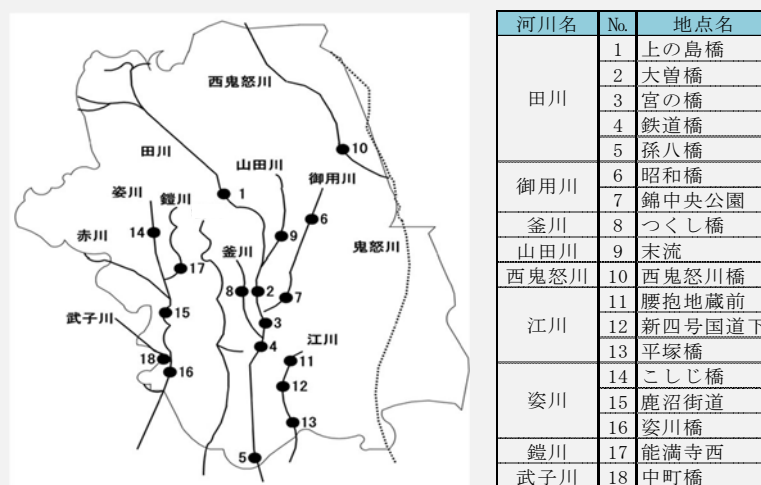 西鬼怒川
10
田川
山田川
御用川
1
姿川
鎧川
6
14
9
赤川
釜川
鬼怒川
17
8
2
7
武子川
15
3
江川
4
18
11
16
12
13
5
河川名 No. 地点名
田川 1 上の島橋
2 大曽橋
3 宮の橋
4 鉄道橋
5 孫八橋
御用川 6 昭和橋
7 錦中央公園
釜川 8 つくし橋
山田川 9 末流
西鬼怒川 10 西鬼怒川橋
江川 11 腰抱地蔵前
12 新四号国道下
13 平塚橋
姿川 14 こしじ橋
15 鹿沼街道
16 姿川橋
鎧川 17 能満寺西
武子川 18 中町橋